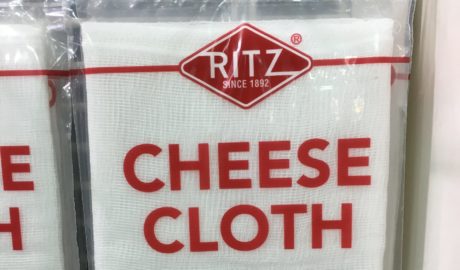 RITZ®
SINCE 1892
CHEESE
CLOTH
E
H